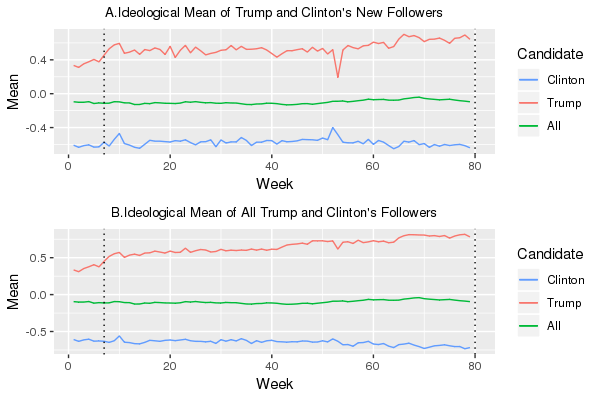 A.Ideological Mean of Trump and Clinton's New Followers
Mean
0.4
0.0
-0.4
0
20
40
60
80
Week
Candidate
Clinton
Trump
All
B.Ideological Mean of All Trump and Clinton's Followers
Mean
0.5
0.0
-0.5
0
20
40
60
80
Week
Candidate
Clinton
Trump
All